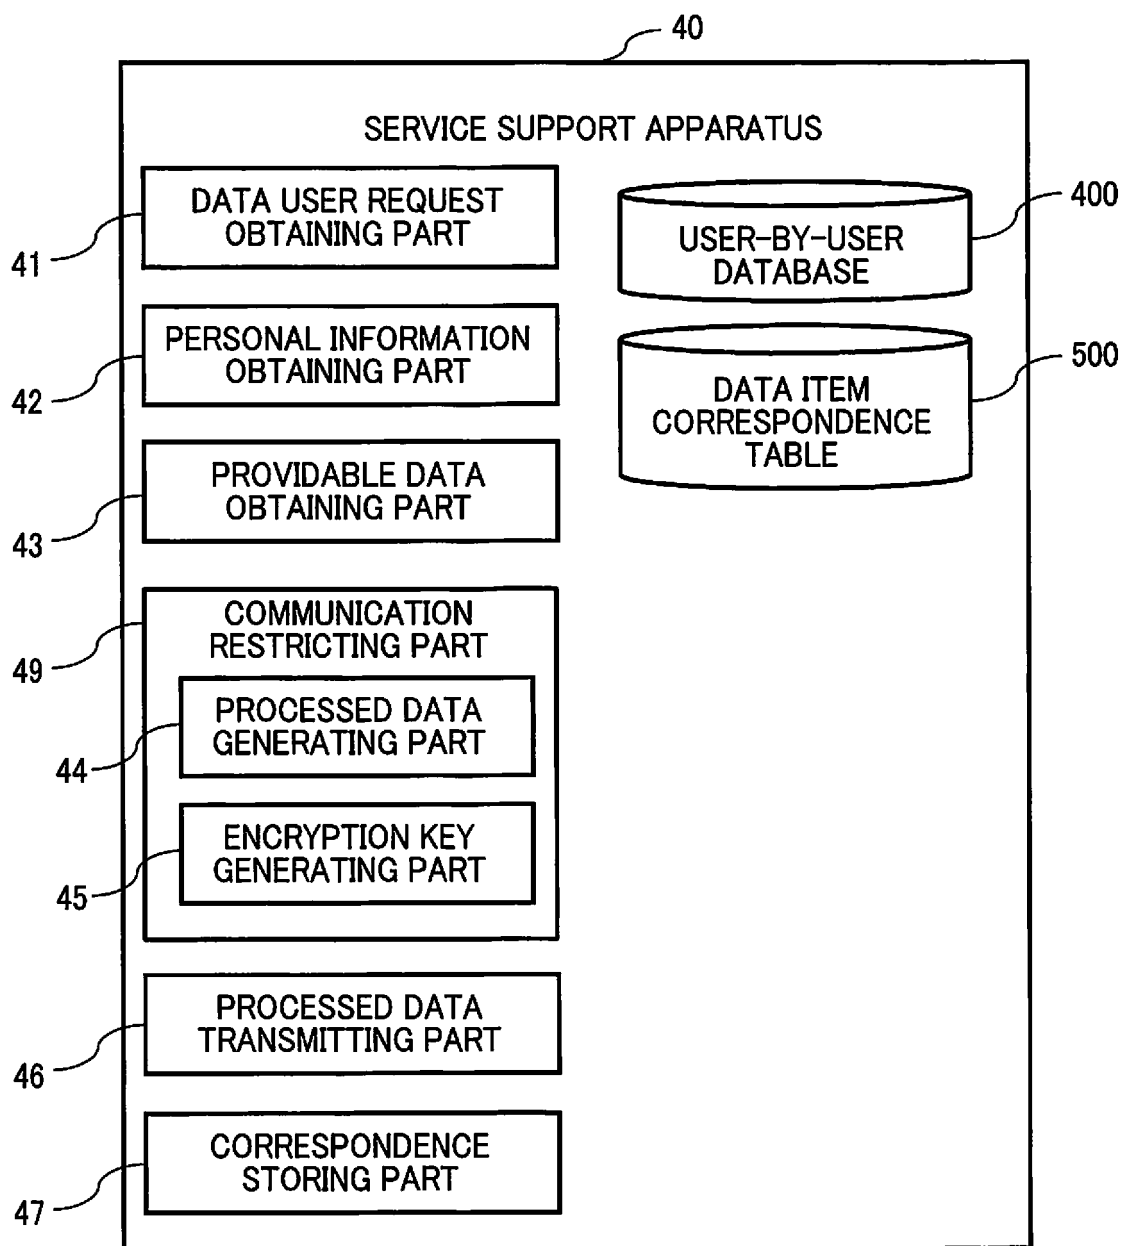 40
SERVICE SUPPORT APPARATUS
DATA USER REQUEST
OBTAINING PART
41
USER-BY-USER
DATABASE
400
PERSONAL INFORMATION
OBTAINING PART
42
DATA ITEM
CORRESPONDENCE
TABLE
500
PROVIDABLE DATA
OBTAINING PART
43
COMMUNICATION
RESTRICTING PART
49
PROCESSED DATA
GENERATING PART
44
ENCRYPTION KEY
GENERATING PART
45
PROCESSED DATA
TRANSMITTING PART
46
CORRESPONDENCE
STORING PART
47